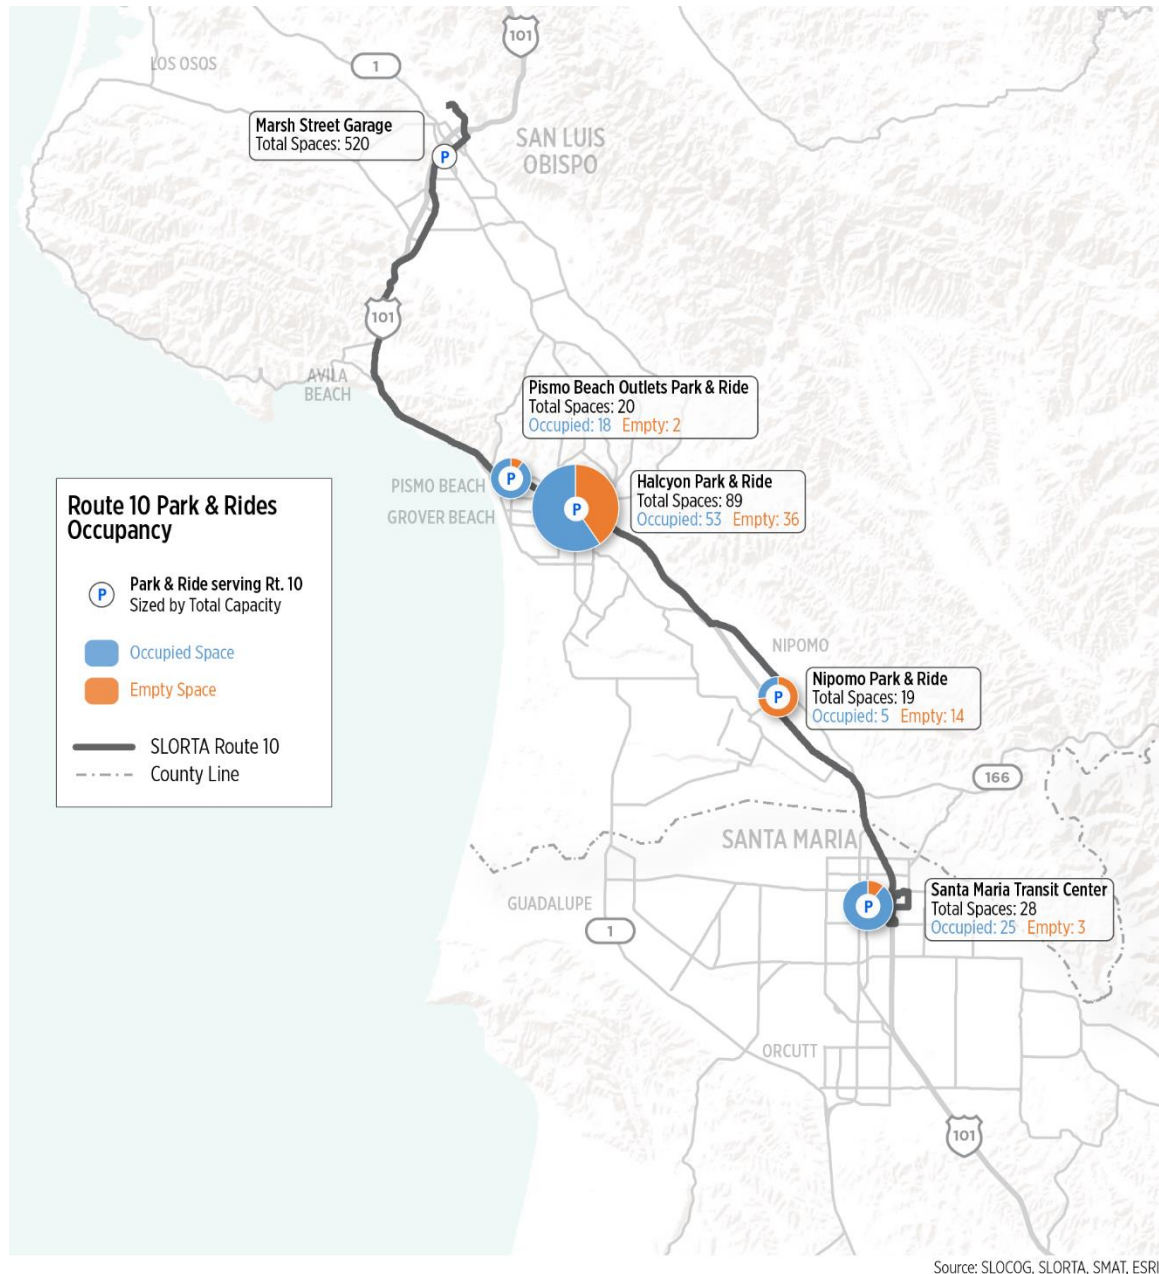 101
LOS OSOS
1
Marsh Street Garage
Total Spaces: 520
P
SAN LUIS
OBISPO
101
AVILA
BEACH
Pismo Beach Outlets Park & Ride
Total Spaces: 20
Occupied: 18 Empty: 2
P
PISMO BEACH
GROVER BEACH
P
Halcyon Park & Ride
Total Spaces: 89
Occupied: 53 Empty: 36
Route 10 Park & Rides
Occupancy
P
Park & Ride serving Rt. 10
Sized by Total Capacity
Occupied Space
Empty Space
SLORTA Route 10
County Line
NIPOMO
P
Nipomo Park & Ride
Total Spaces: 19
Occupied: 5 Empty: 14
166
SANTA MARIA
P
Santa Maria Transit Center
Total Spaces: 28
Occupied: 25 Empty: 3
GUADALUPE
1
ORCUTT
101
Source: SLOCOG, SLORTA, SMAT, ESRI